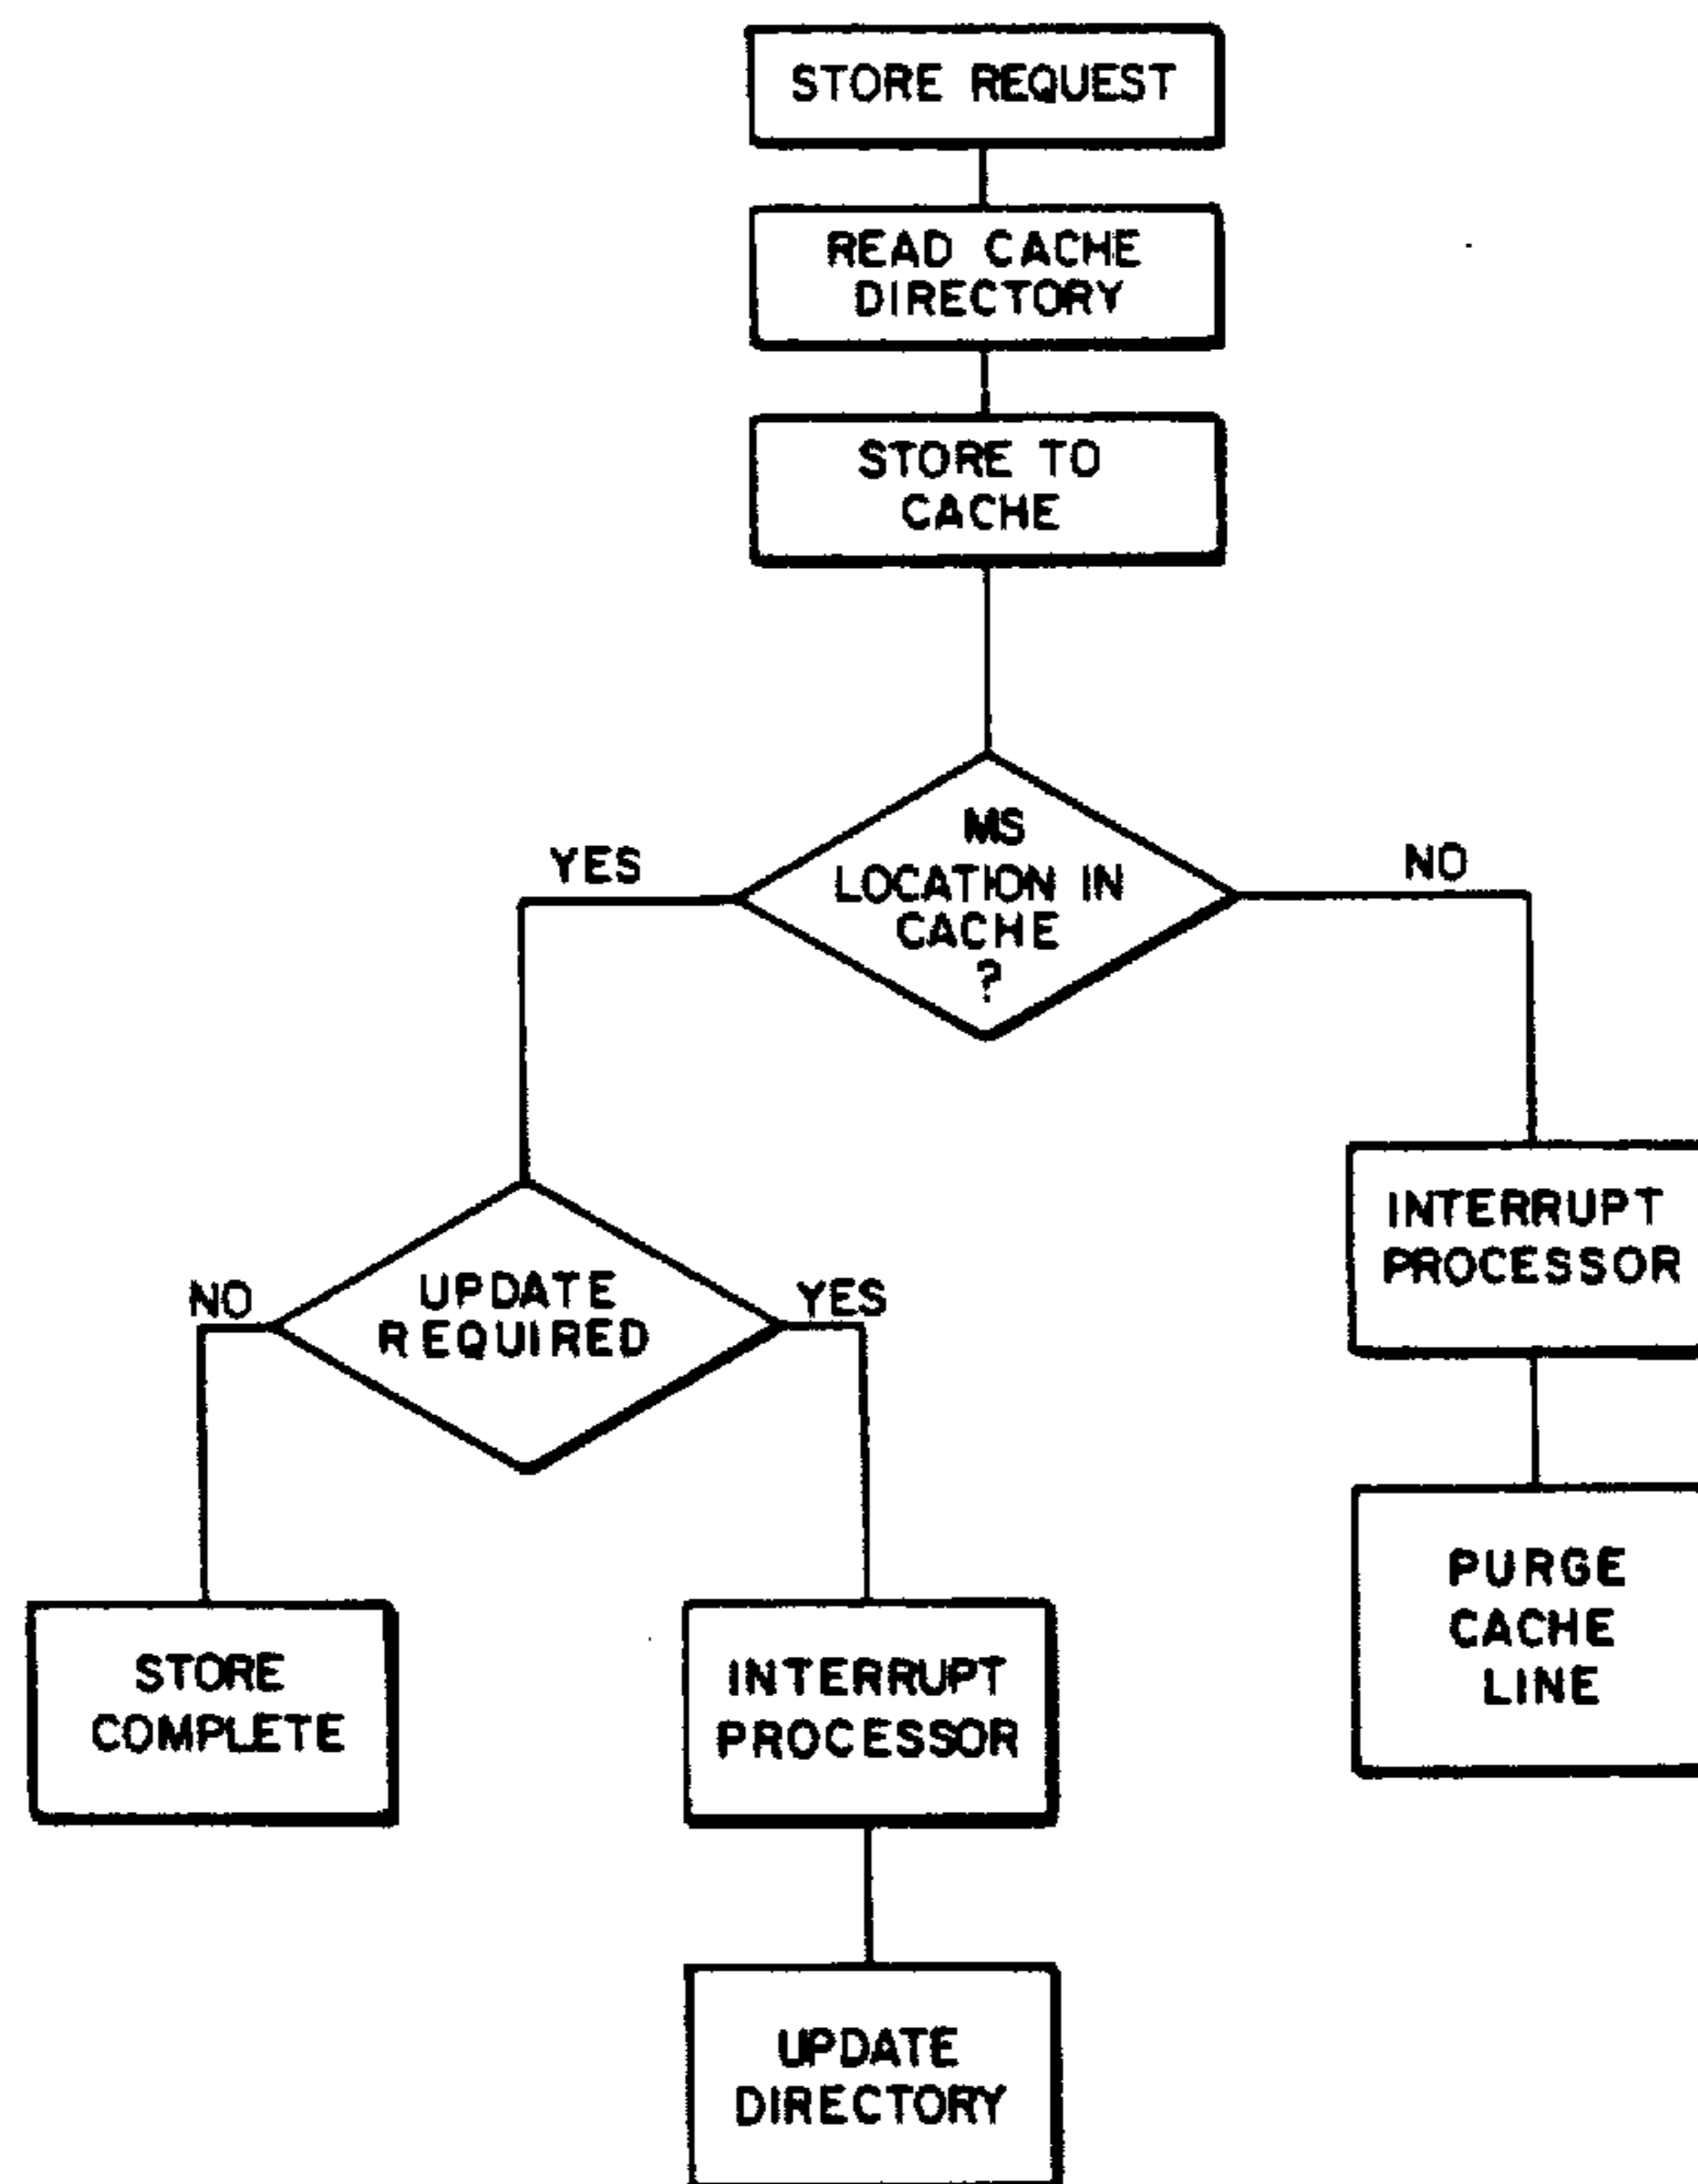 STORE REQUEST
READ CACHE
DIRECTORY
STORE TO
CACHE
MS
LOCATION IN
CACHE
?
YES
NO
UPDATE
REQUIRED
NO
YES
INTERRUPT
PROCESSOR
PURGE
CACHE
LINE
STORE
COMPLETE
INTERRUPT
PROCESSOR
UPDATE
DIRECTORY